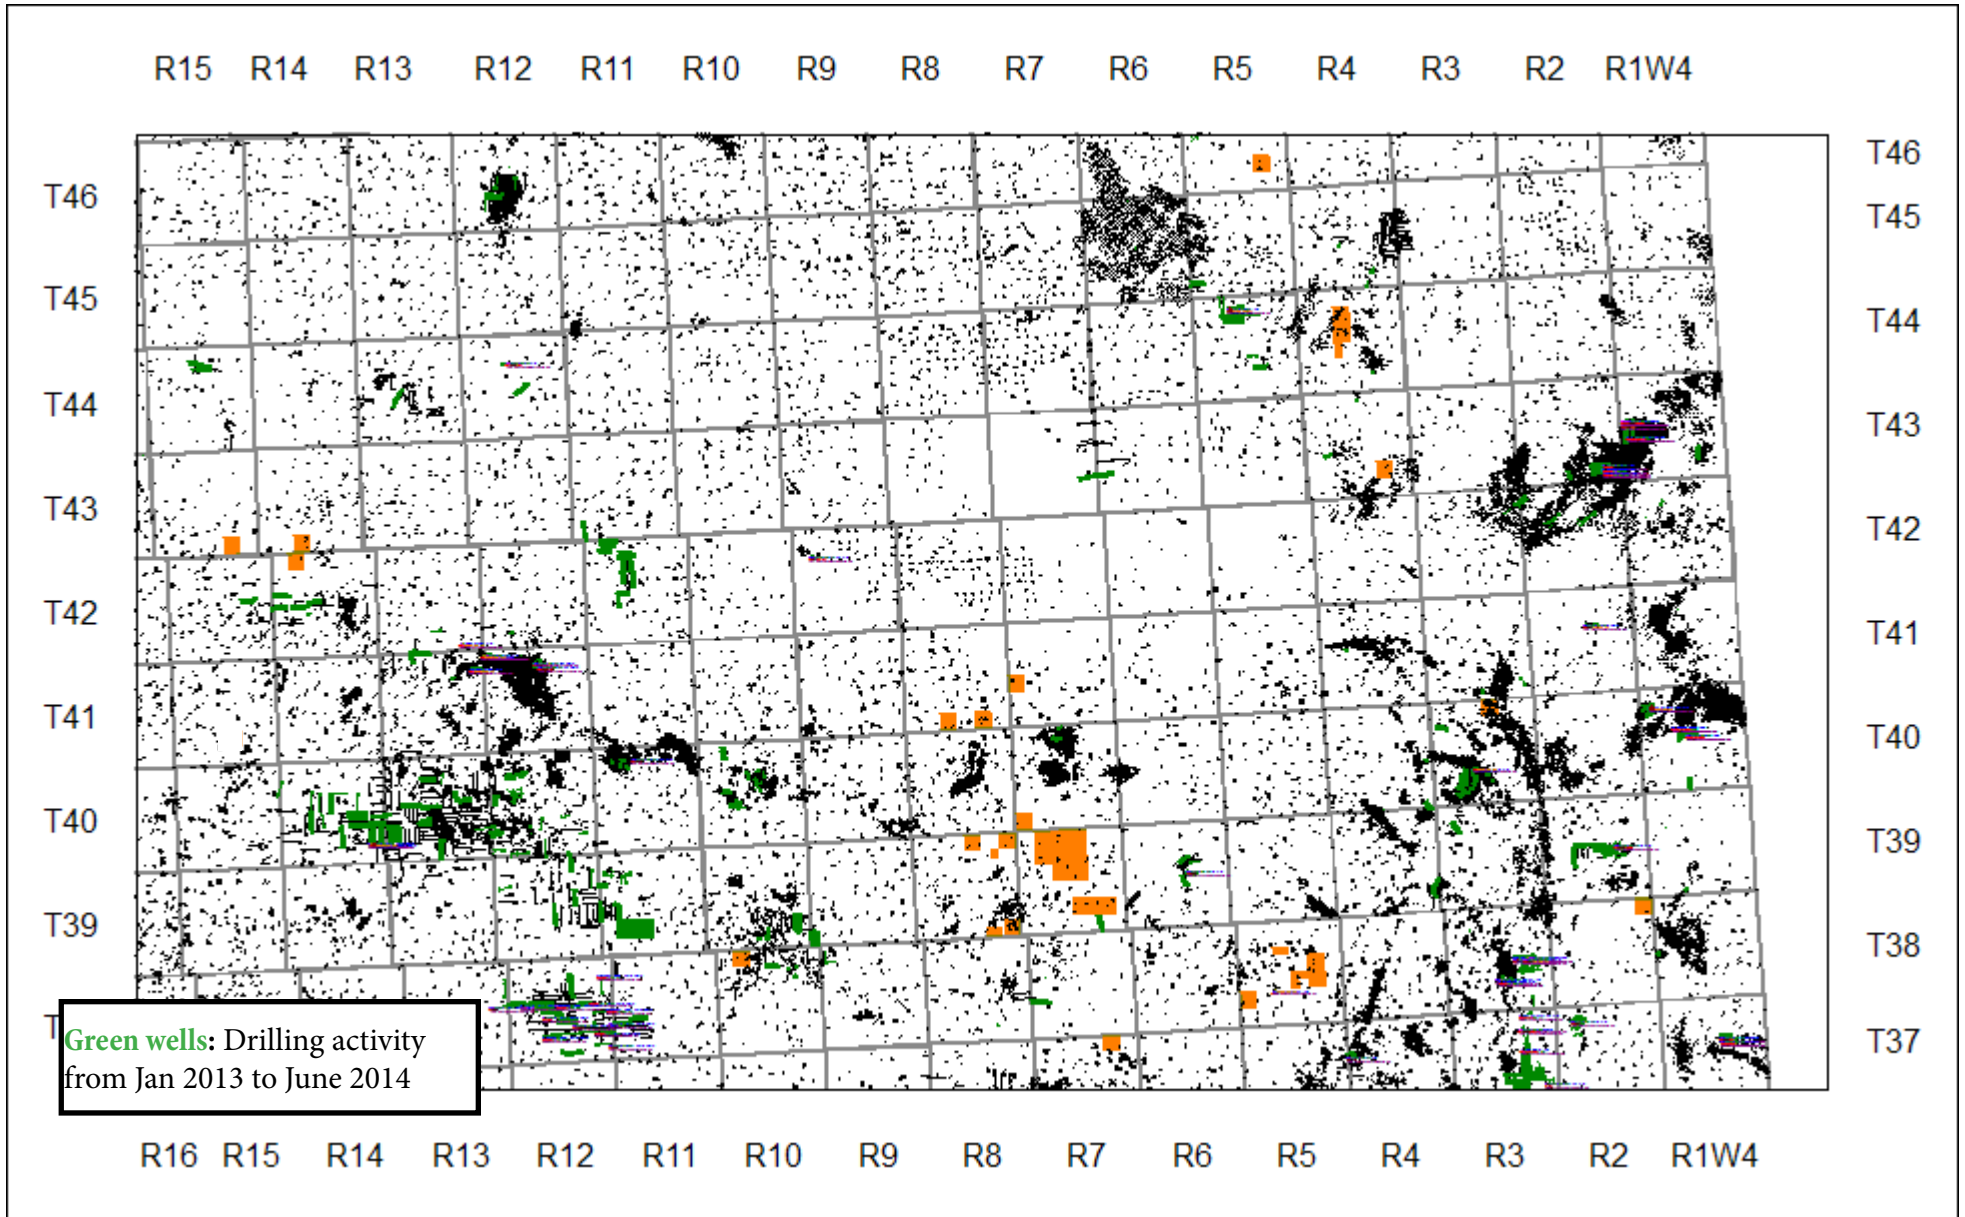 R15 R14 R13 R12 R11 R10 R9 R8 R7 R6 R5 R4 R3 R2 R1W4
T46
T46
T45
T45
T44
T44
T43
T43
T42
T42
T41
T41
T40
T40
T39
T39
T38
T
T37
Green wells: Drilling activity
from Jan 2013 to June 2014
R16 R15 R14 R13 R12 R11 R10 R9 R8 R7 R6 R5 R4 R3 R2 R1W4